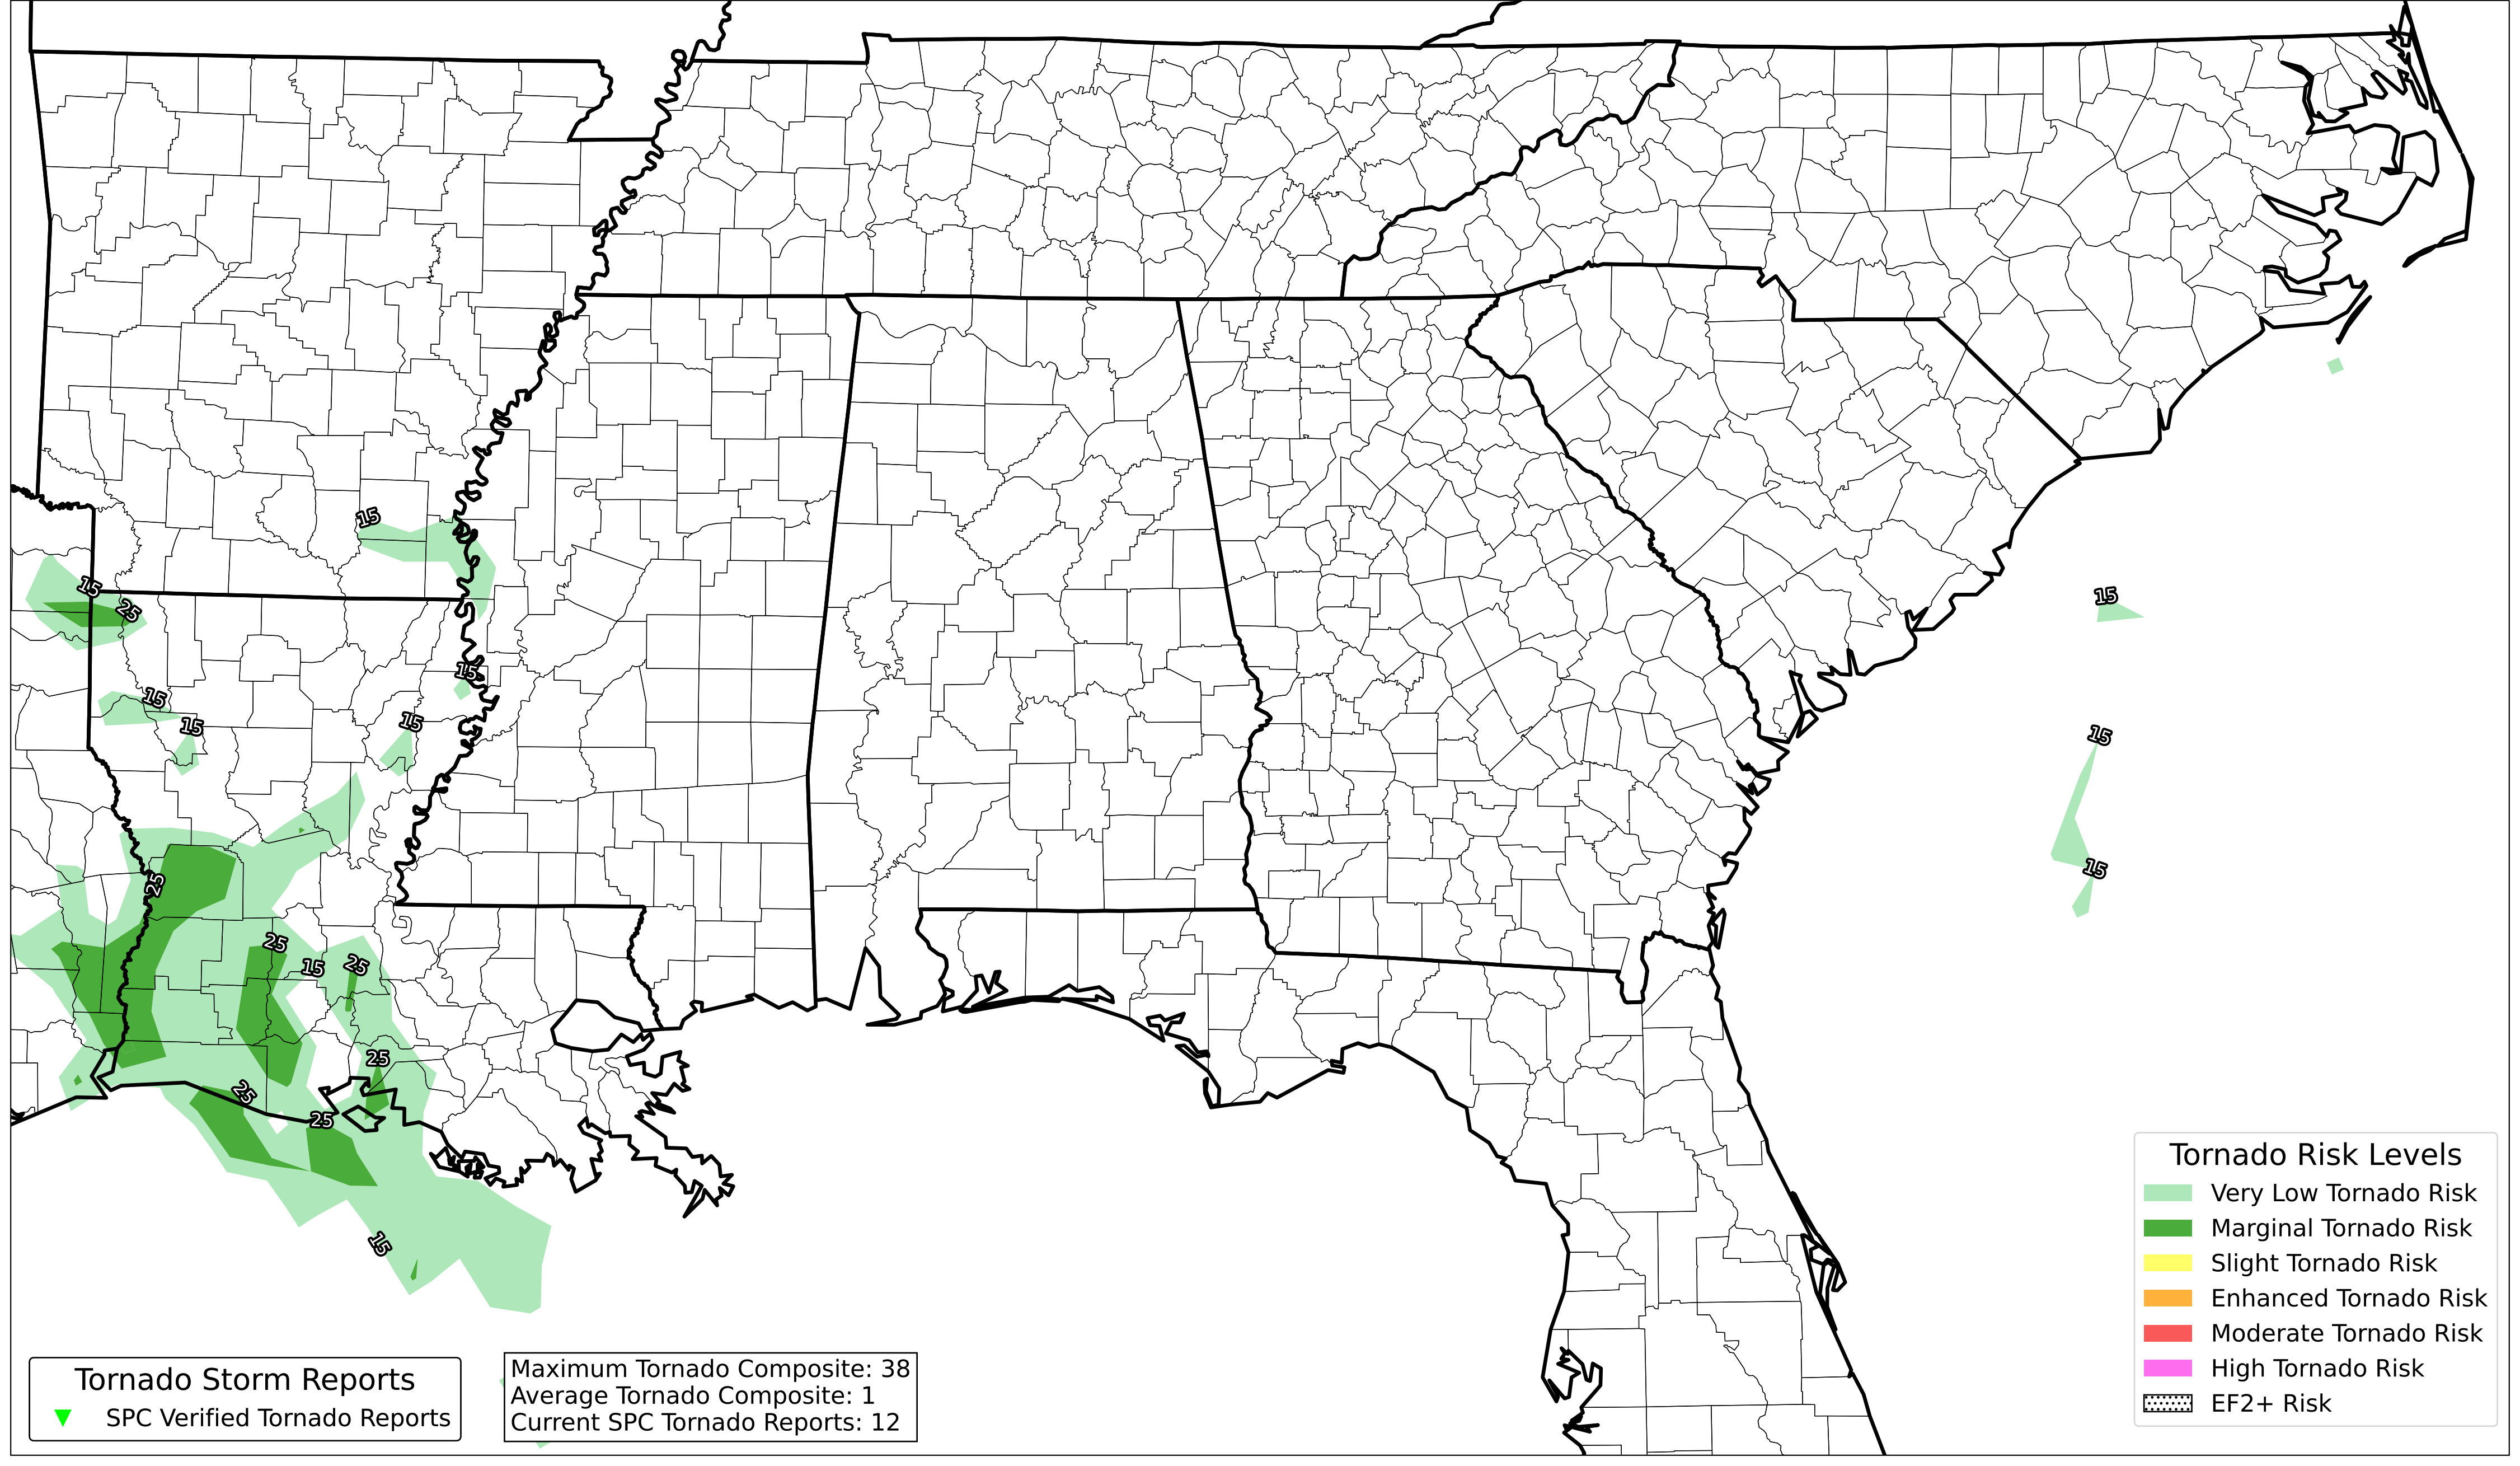 15
15
25
15
15
15
15
15
15
15
25
25
15
25
25
25
25
15
Tornado Risk Levels
Very Low Tornado Risk
Marginal Tornado Risk
Slight Tornado Risk
Enhanced Tornado Risk
Moderate Tornado Risk
High Tornado Risk
EF2+ Risk
Tornado Storm Reports
SPC Verified Tornado Reports
Maximum Tornado Composite: 38
Average Tornado Composite: 1
Current SPC Tornado Reports: 12